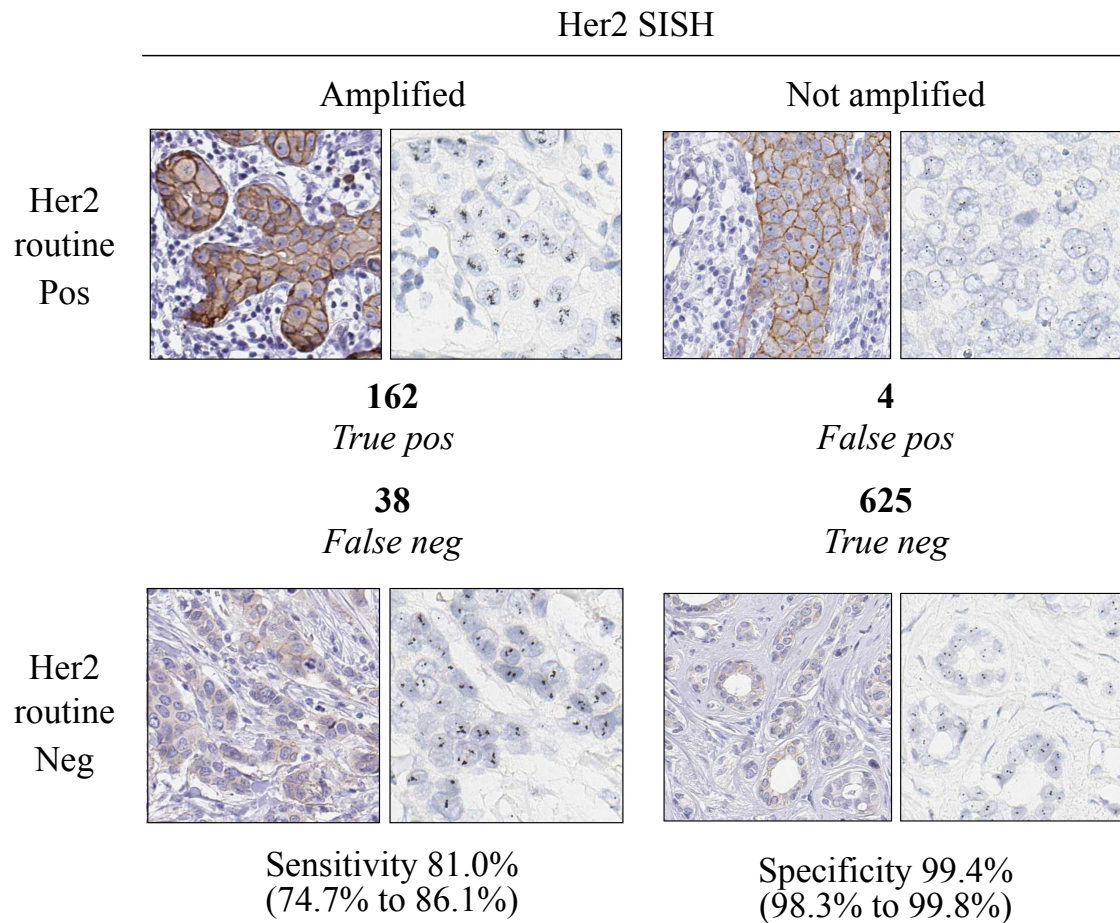 Her2 SISH
Amplified
Not amplified
Her2
routine
Pos
162
True pos
4
False pos
38
False neg
625
True neg
Her2
routine
Neg
Sensitivity 81.0%
(74.7% to 86.1%)
Specificity 99.4%
(98.3% to 99.8%)